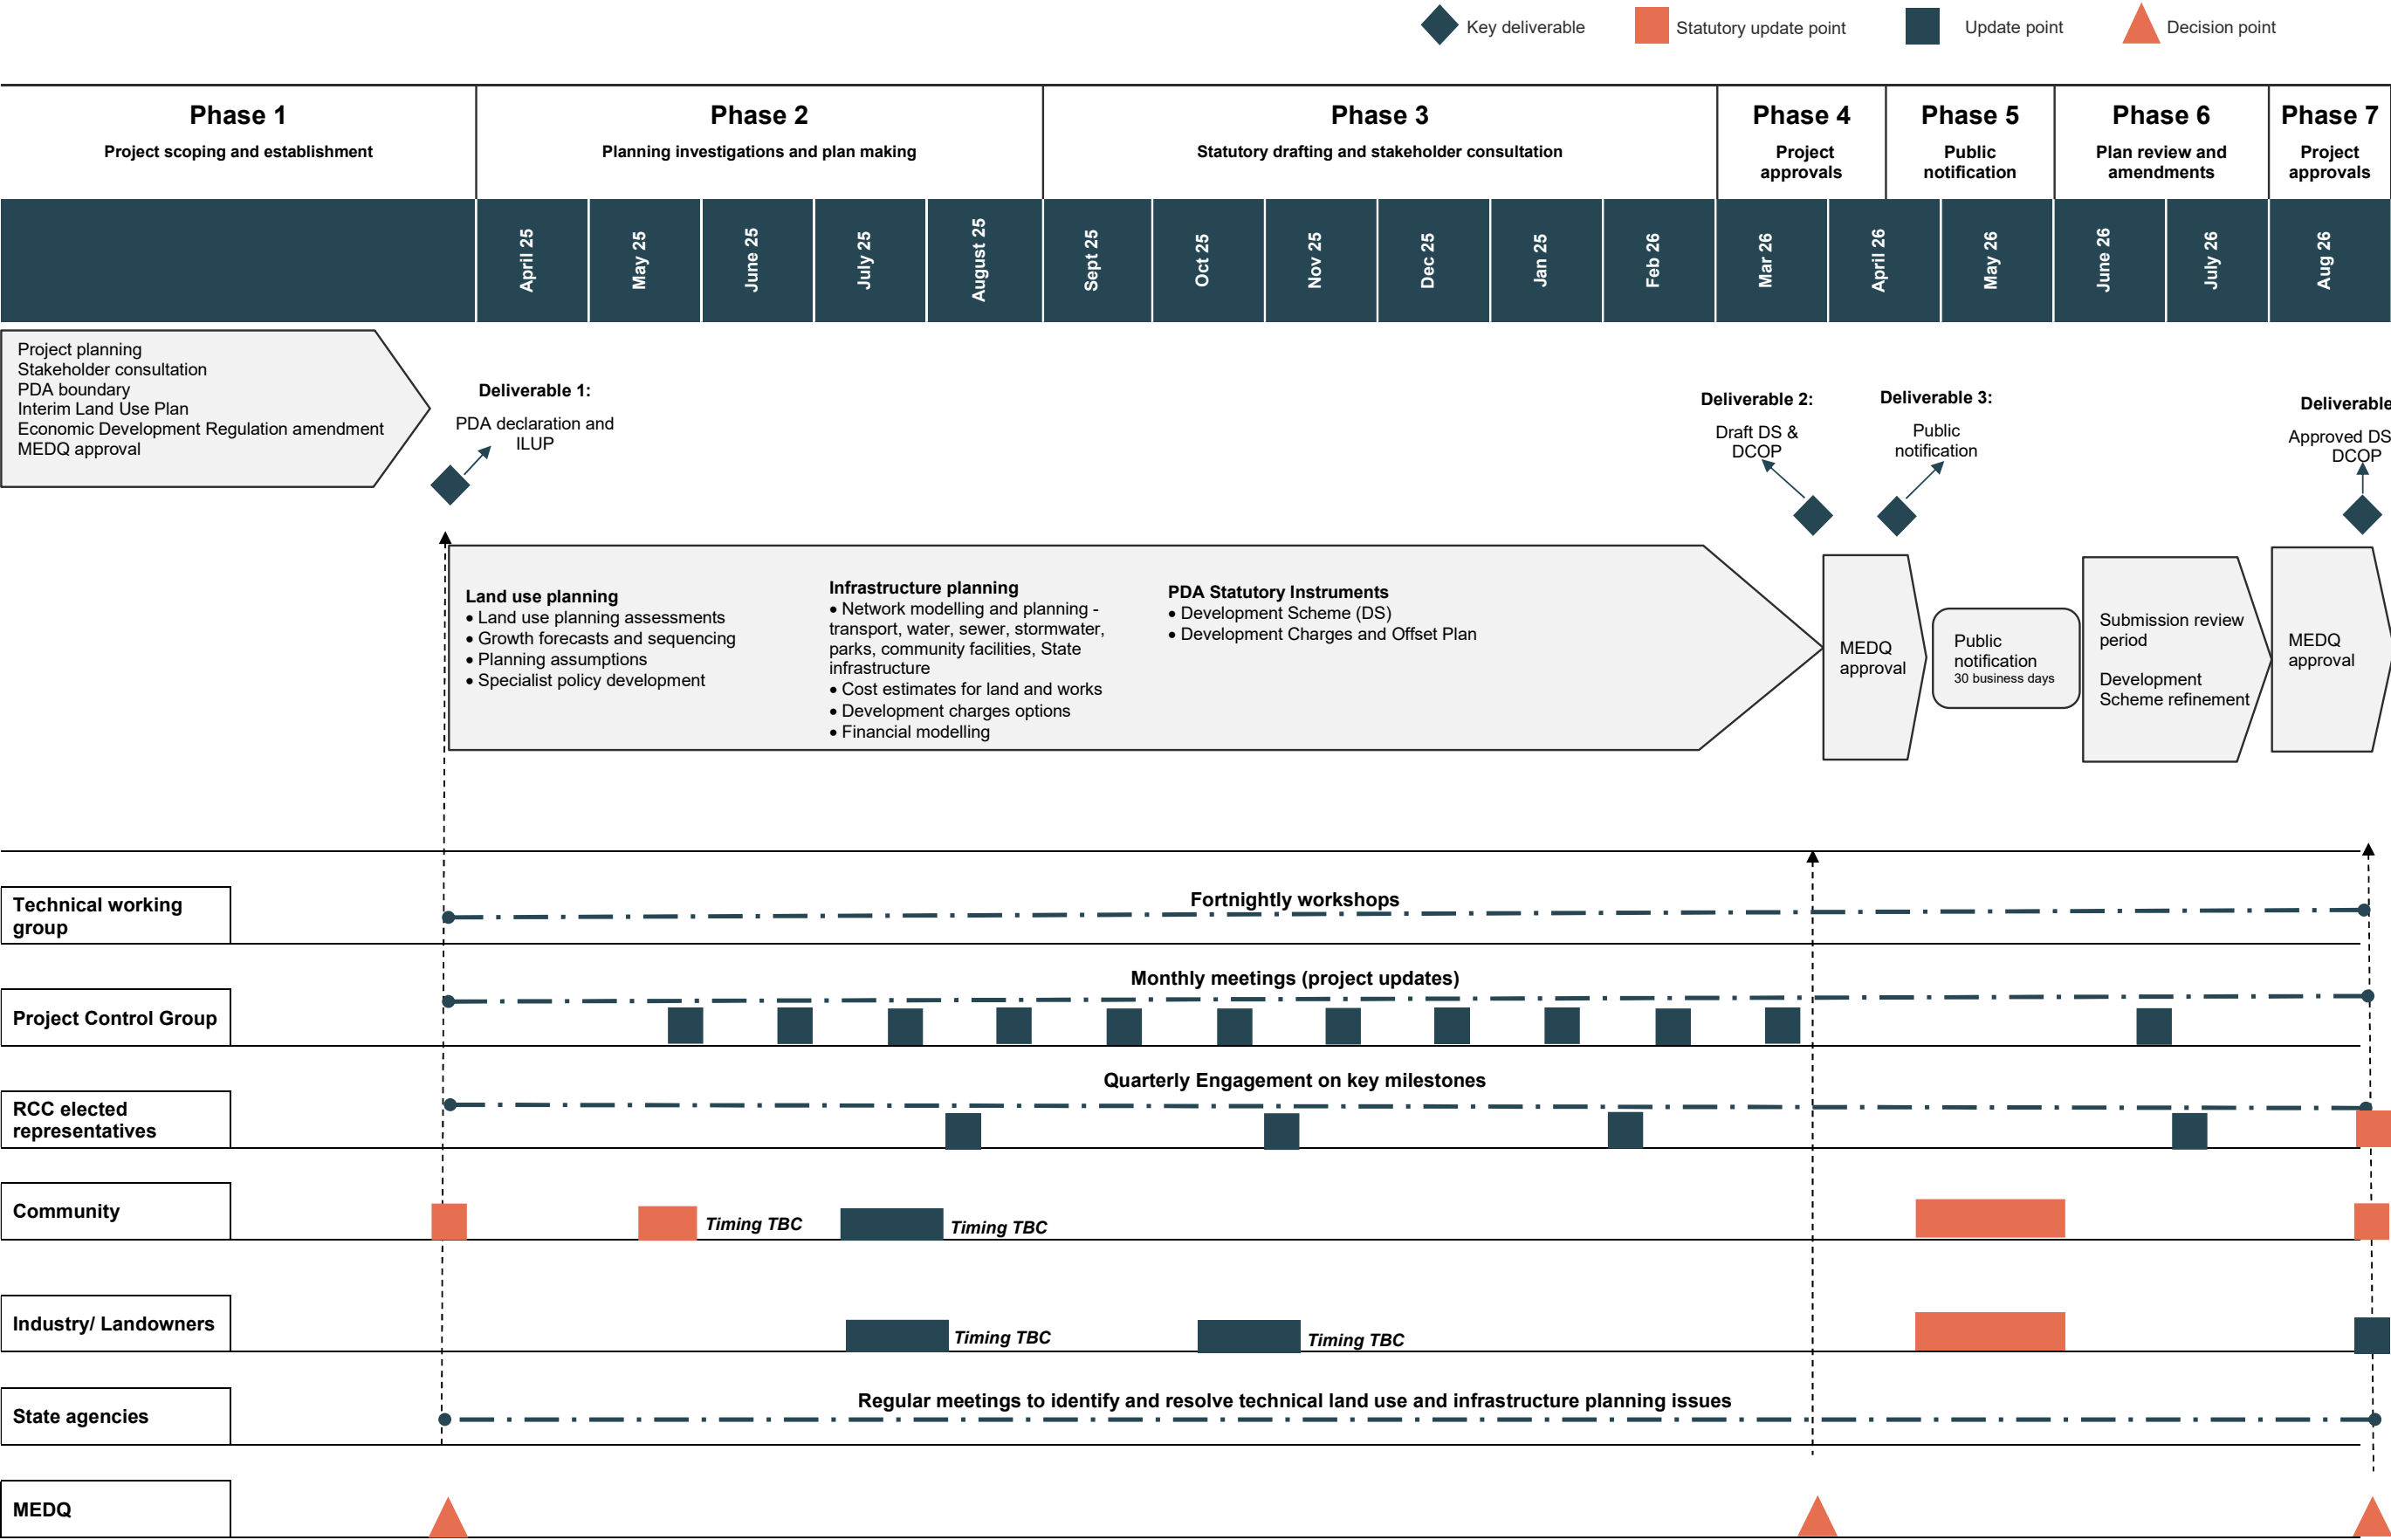 Key deliverable
Statutory update point
Update point
Decision point
Phase 1
Project scoping and establishment
Phase 2
Planning investigations and plan making
Phase 3
Statutory drafting and stakeholder consultation
Phase 4
Project
approvals
Phase 5
Public
notification
Phase 6
Plan review and
amendments
Phase 7
Project
approvals
April 25
May 25
June 25
July 25
August 25
Sept 25
Oct 25
Nov 25
Dec 25
Jan 25
Feb 26
Mar 26
April 26
May 26
June 26
July 26
Aug 26
Project planning
Stakeholder consultation
PDA boundary
Interim Land Use Plan
Economic Development Regulation amendment
MEDQ approval
Deliverable 1:
PDA declaration and
ILUP
Deliverable 2:
Draft DS &
DCOP
Deliverable 3:
Public
notification
Deliverable
Approved DS
DCOP
Land use planning
• Land use planning assessments
• Growth forecasts and sequencing
• Planning assumptions
• Specialist policy development
Infrastructure planning
• Network modelling and planning -
transport, water, sewer, stormwater,
parks, community facilities, State
infrastructure
• Cost estimates for land and works
• Development charges options
• Financial modelling
PDA Statutory Instruments
• Development Scheme (DS)
• Development Charges and Offset Plan
MEDQ
approval
Public
notification
30 business days
Submission review
period
Development
Scheme refinement
MEDQ
approval
Technical working
group
Fortnightly workshops
Project Control Group
Monthly meetings (project updates)
RCC elected
representatives
Quarterly Engagement on key milestones
Community
Timing TBC
Timing TBC
Industry/ Landowners
Timing TBC
Timing TBC
State agencies
Regular meetings to identify and resolve technical land use and infrastructure planning issues
MEDQ